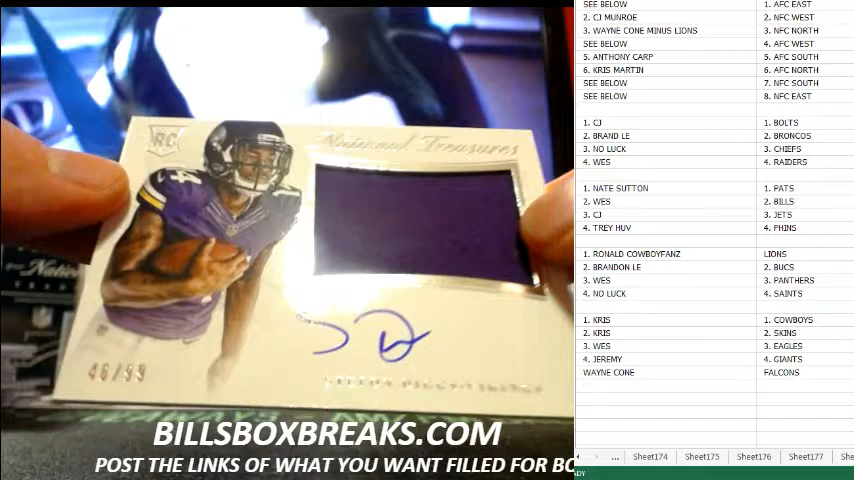 RC
National Treasures
14
46/99
BILLSBOXBREAKS.COM
POST THE LINKS OF WHAT YOU WANT FILLED FOR BO
SEE BELOW 1. AFC EAST
2. CJ MUNROE 2. NFC WEST
3. WAYNE CONE MINUS LIONS 3. NFC NORTH
SEE BELOW 4. AFC WEST
5. ANTHONY CARP 5. AFC SOUTH
6. KRIS MARTIN 6. AFC NORTH
SEE BELOW 7. NFC SOUTH
SEE BELOW 8. NFC EAST
1. CJ 1. BOLTS
2. BRAND LE 2. BRONCOS
3. NO LUCK 3. CHIEFS
4. WES 4. RAIDERS
1. NATE SUTTON 1. PATS
2. WES 2. BILLS
3. CJ 3. JETS
4. TREY HUV 4. PHINS
1. RONALD COWBOYFANZ LIONS
2. BRANDON LE 2. BUCS
3. WES 3. PANTHERS
4. NO LUCK 4. SAINTS
1. KRIS 1. COWBOYS
2. KRIS 2. SKINS
3. WES 3. EAGLES
4. JEREMY 4. GIANTS
WAYNE CONE FALCONS
... Sheet174 Sheet175 Sheet176 Sheet177 She